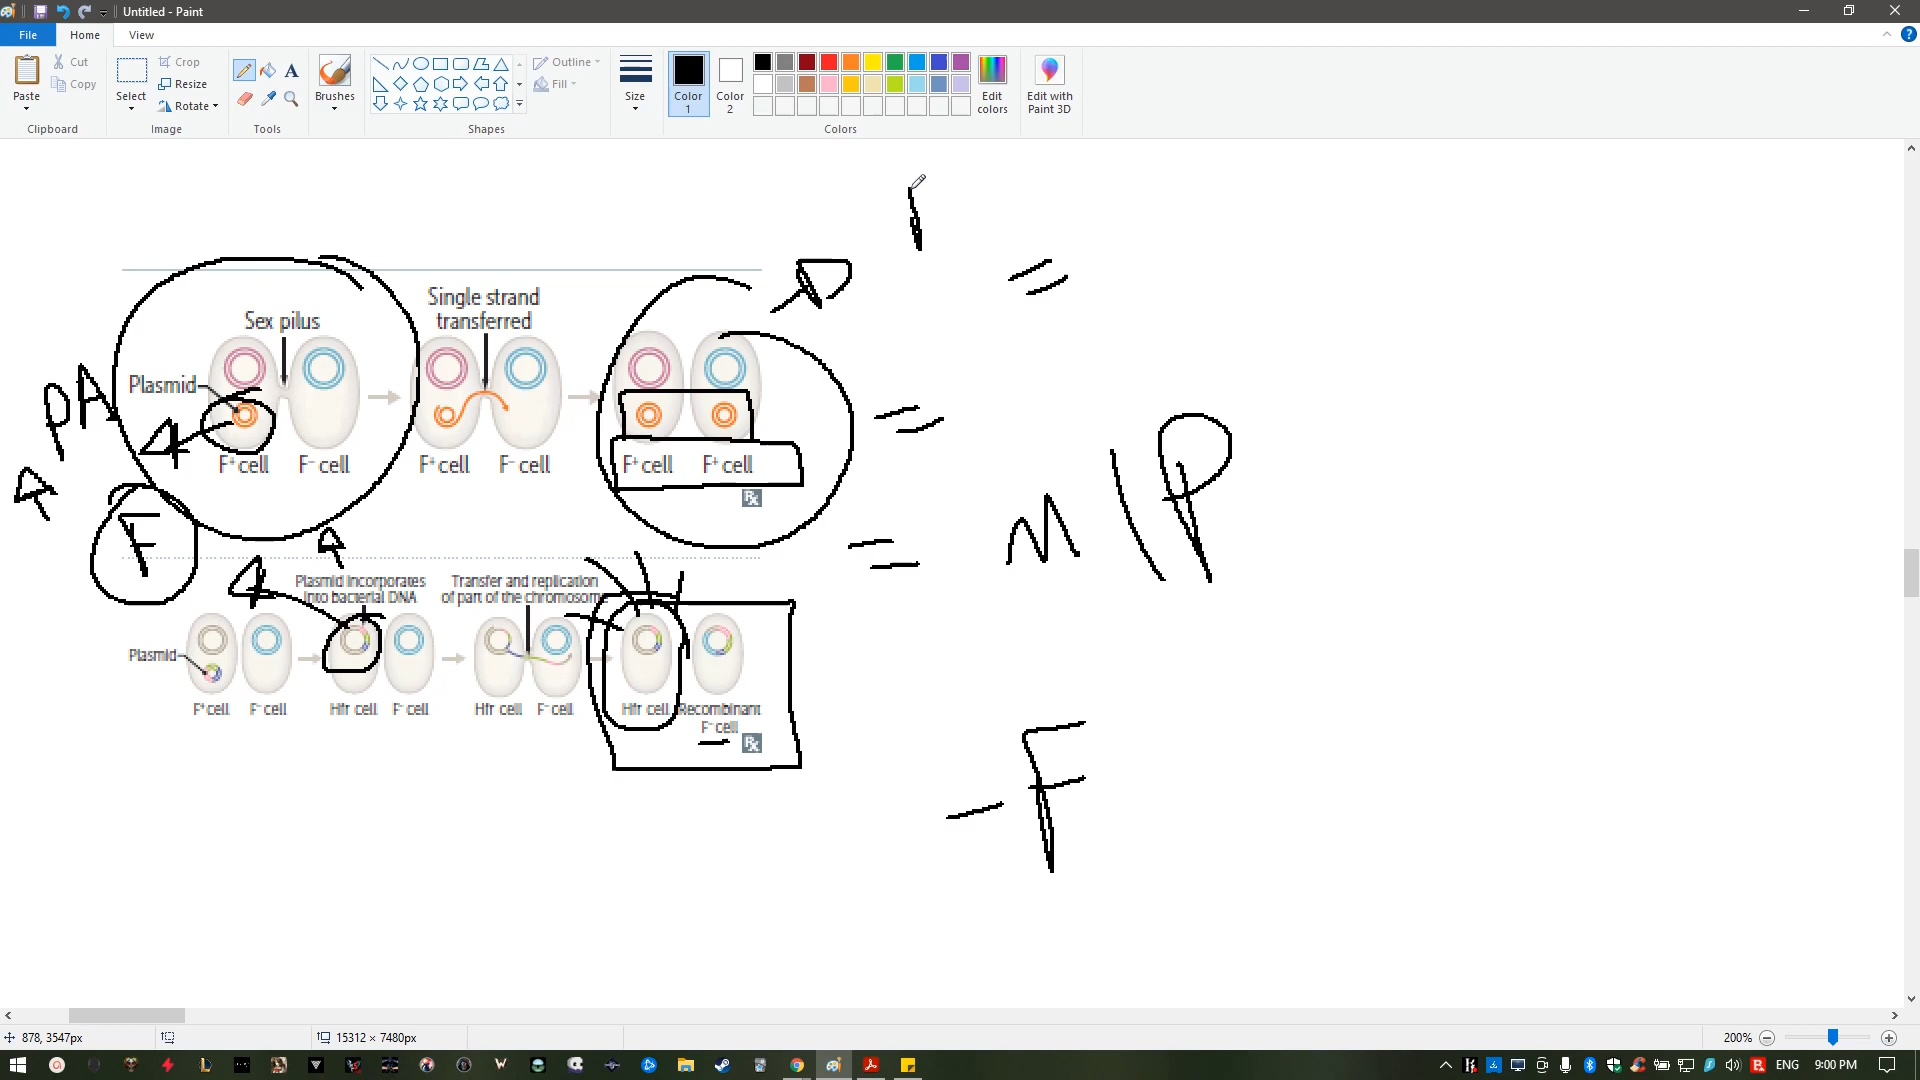 Untitled - Paint
File Home View
Paste Cut Copy Clipboard
Select Crop Resize Rotate Image
Tools
Brushes
Shapes
Outline Fill
Size
Color 1
Color 2
Edit colors
Colors
Edit with Paint 3D
Sex pilus
Single strand transferred
Plasmid
F+ cell F− cell F+ cell F− cell F+ cell F+ cell
Rx
PA
F
=
=
=
M
P
- F
Plasmid incorporates into bacterial DNA
Transfer and replication of part of the chromosome
Plasmid
F+ cell F− cell Hfr cell F− cell Hfr cell F− cell Hfr cell Recombinant F− cell
Rx
878, 3547px
15312 × 7480px
200%
ENG
9:00 PM